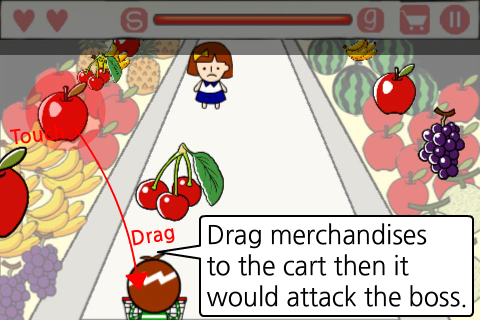 S g
Touch
Drag
Drag merchandises
to the cart then it
would attack the boss.